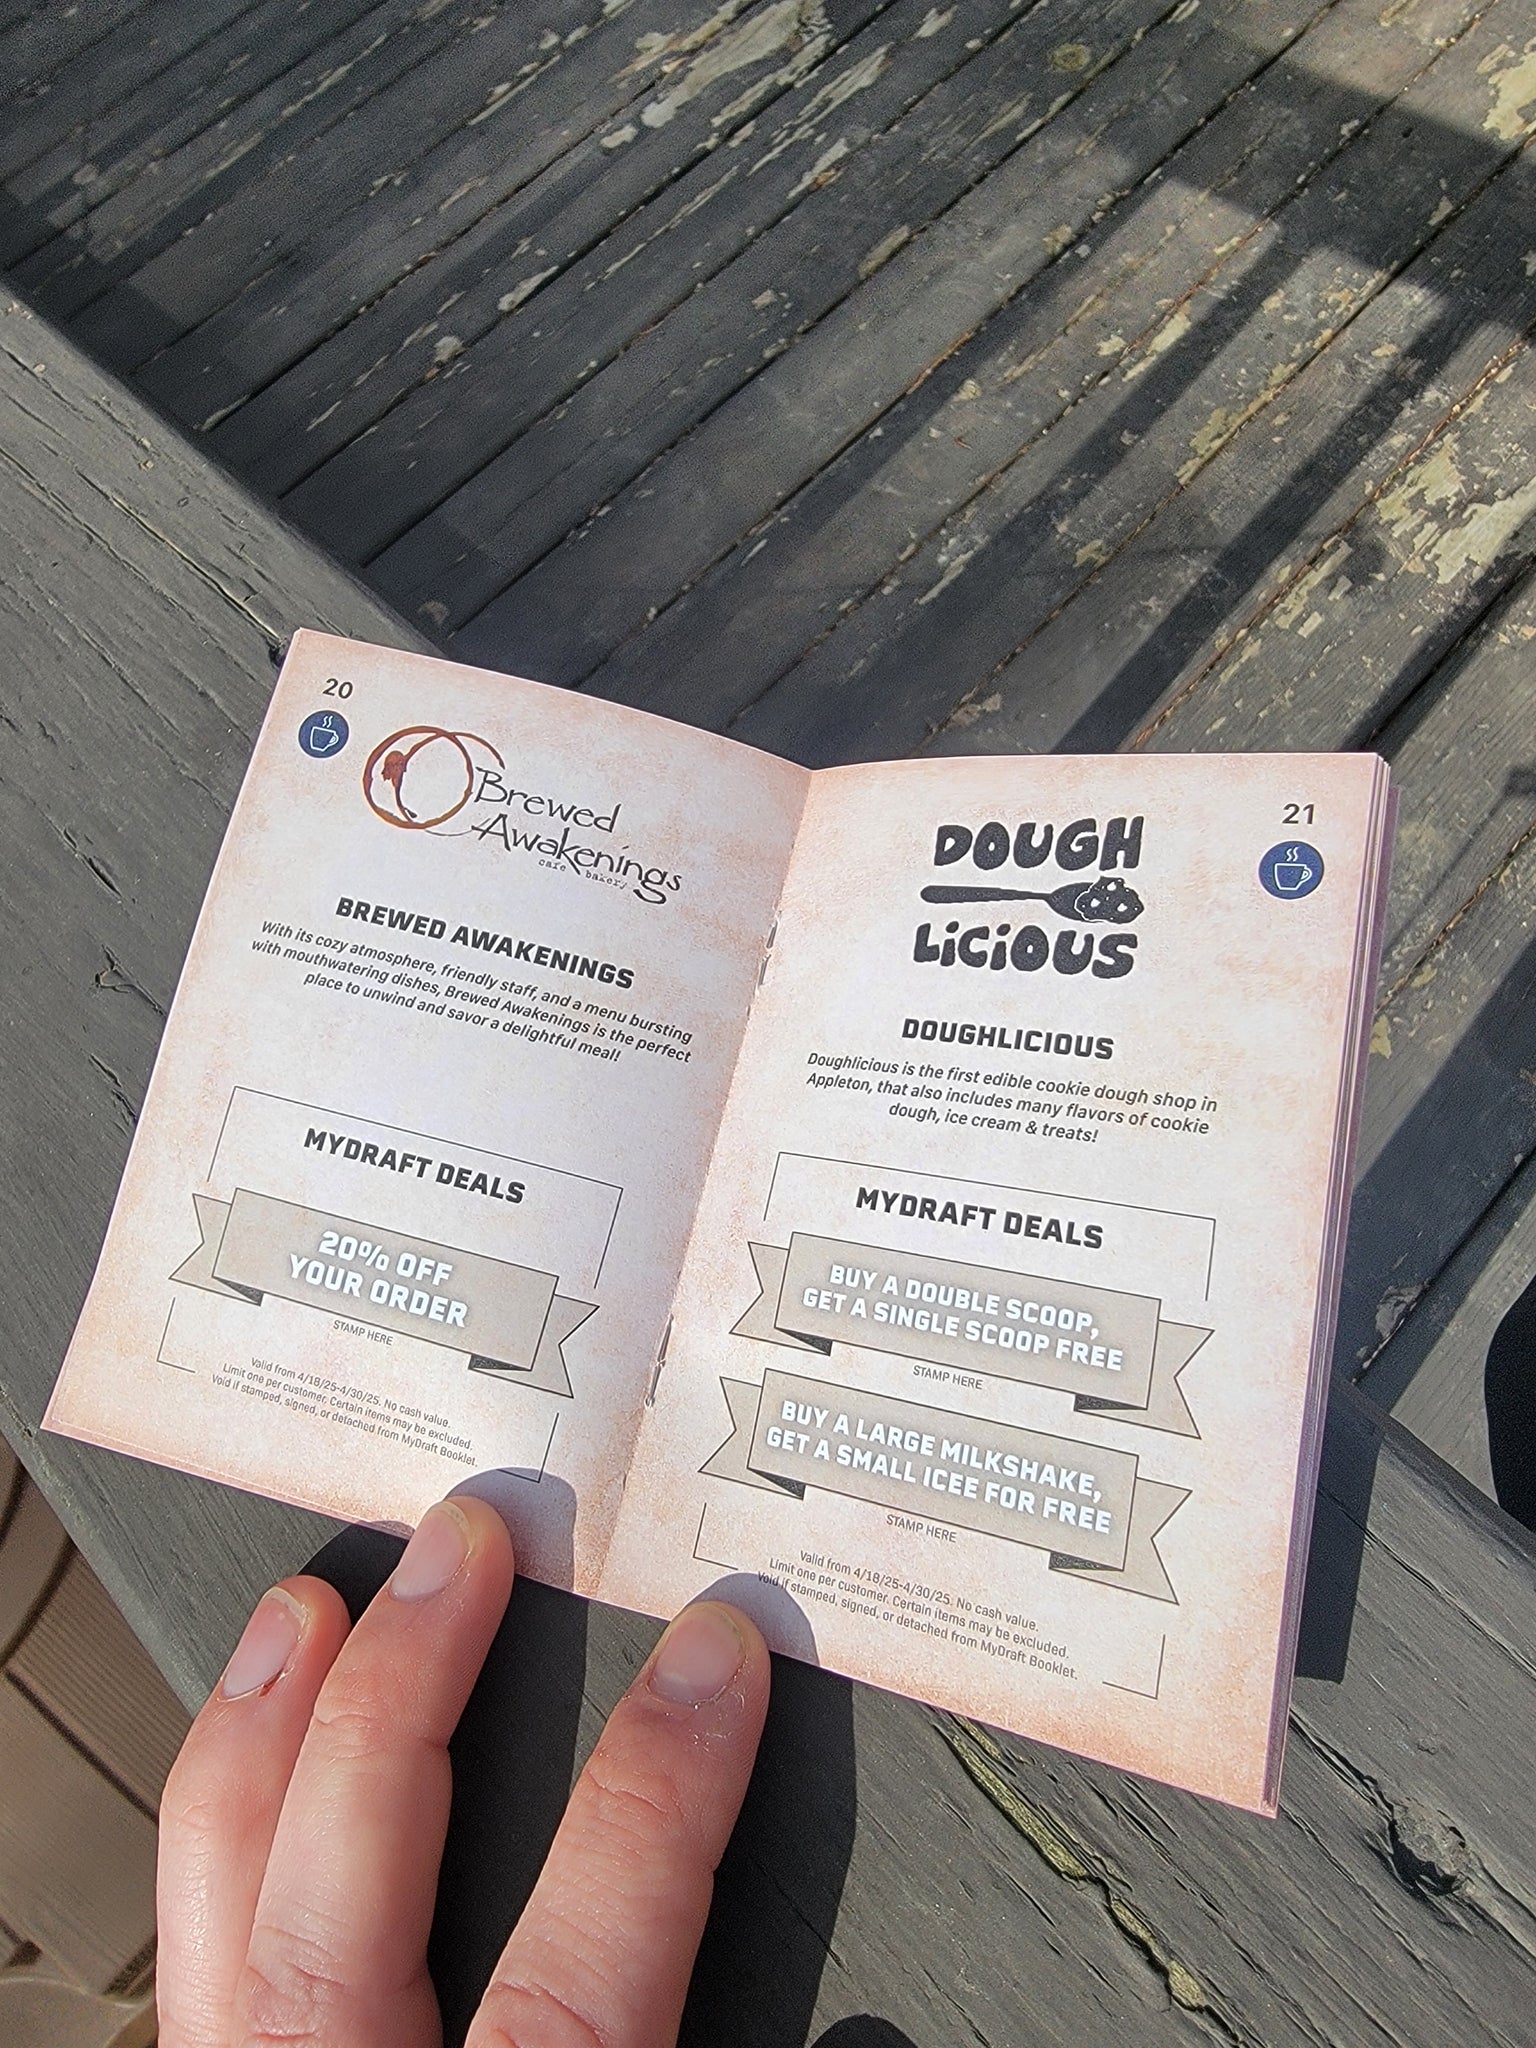 20
Brewed
Awakenings
cafe bakery
BREWED AWAKENINGS
With its cozy atmosphere, friendly staff, and a menu bursting
with mouthwatering dishes, Brewed Awakenings is the perfect
place to unwind and savor a delightful meal!
MYDRAFT DEALS
20% OFF
YOUR ORDER
STAMP HERE
Valid from 4/18/25-4/30/25. No cash value.
Limit one per customer. Certain items may be excluded.
Void if stamped, signed, or detached from MyDraft Booklet.
21
DOUGH
LiCiOUS
DOUGHLICIOUS
Doughlicious is the first edible cookie dough shop in
Appleton, that also includes many flavors of cookie
dough, ice cream & treats!
MYDRAFT DEALS
BUY A DOUBLE SCOOP,
GET A SINGLE SCOOP FREE
STAMP HERE
BUY A LARGE MILKSHAKE,
GET A SMALL ICEE FOR FREE
STAMP HERE
Valid from 4/18/25-4/30/25. No cash value.
Limit one per customer. Certain items may be excluded.
Void if stamped, signed, or detached from MyDraft Booklet.